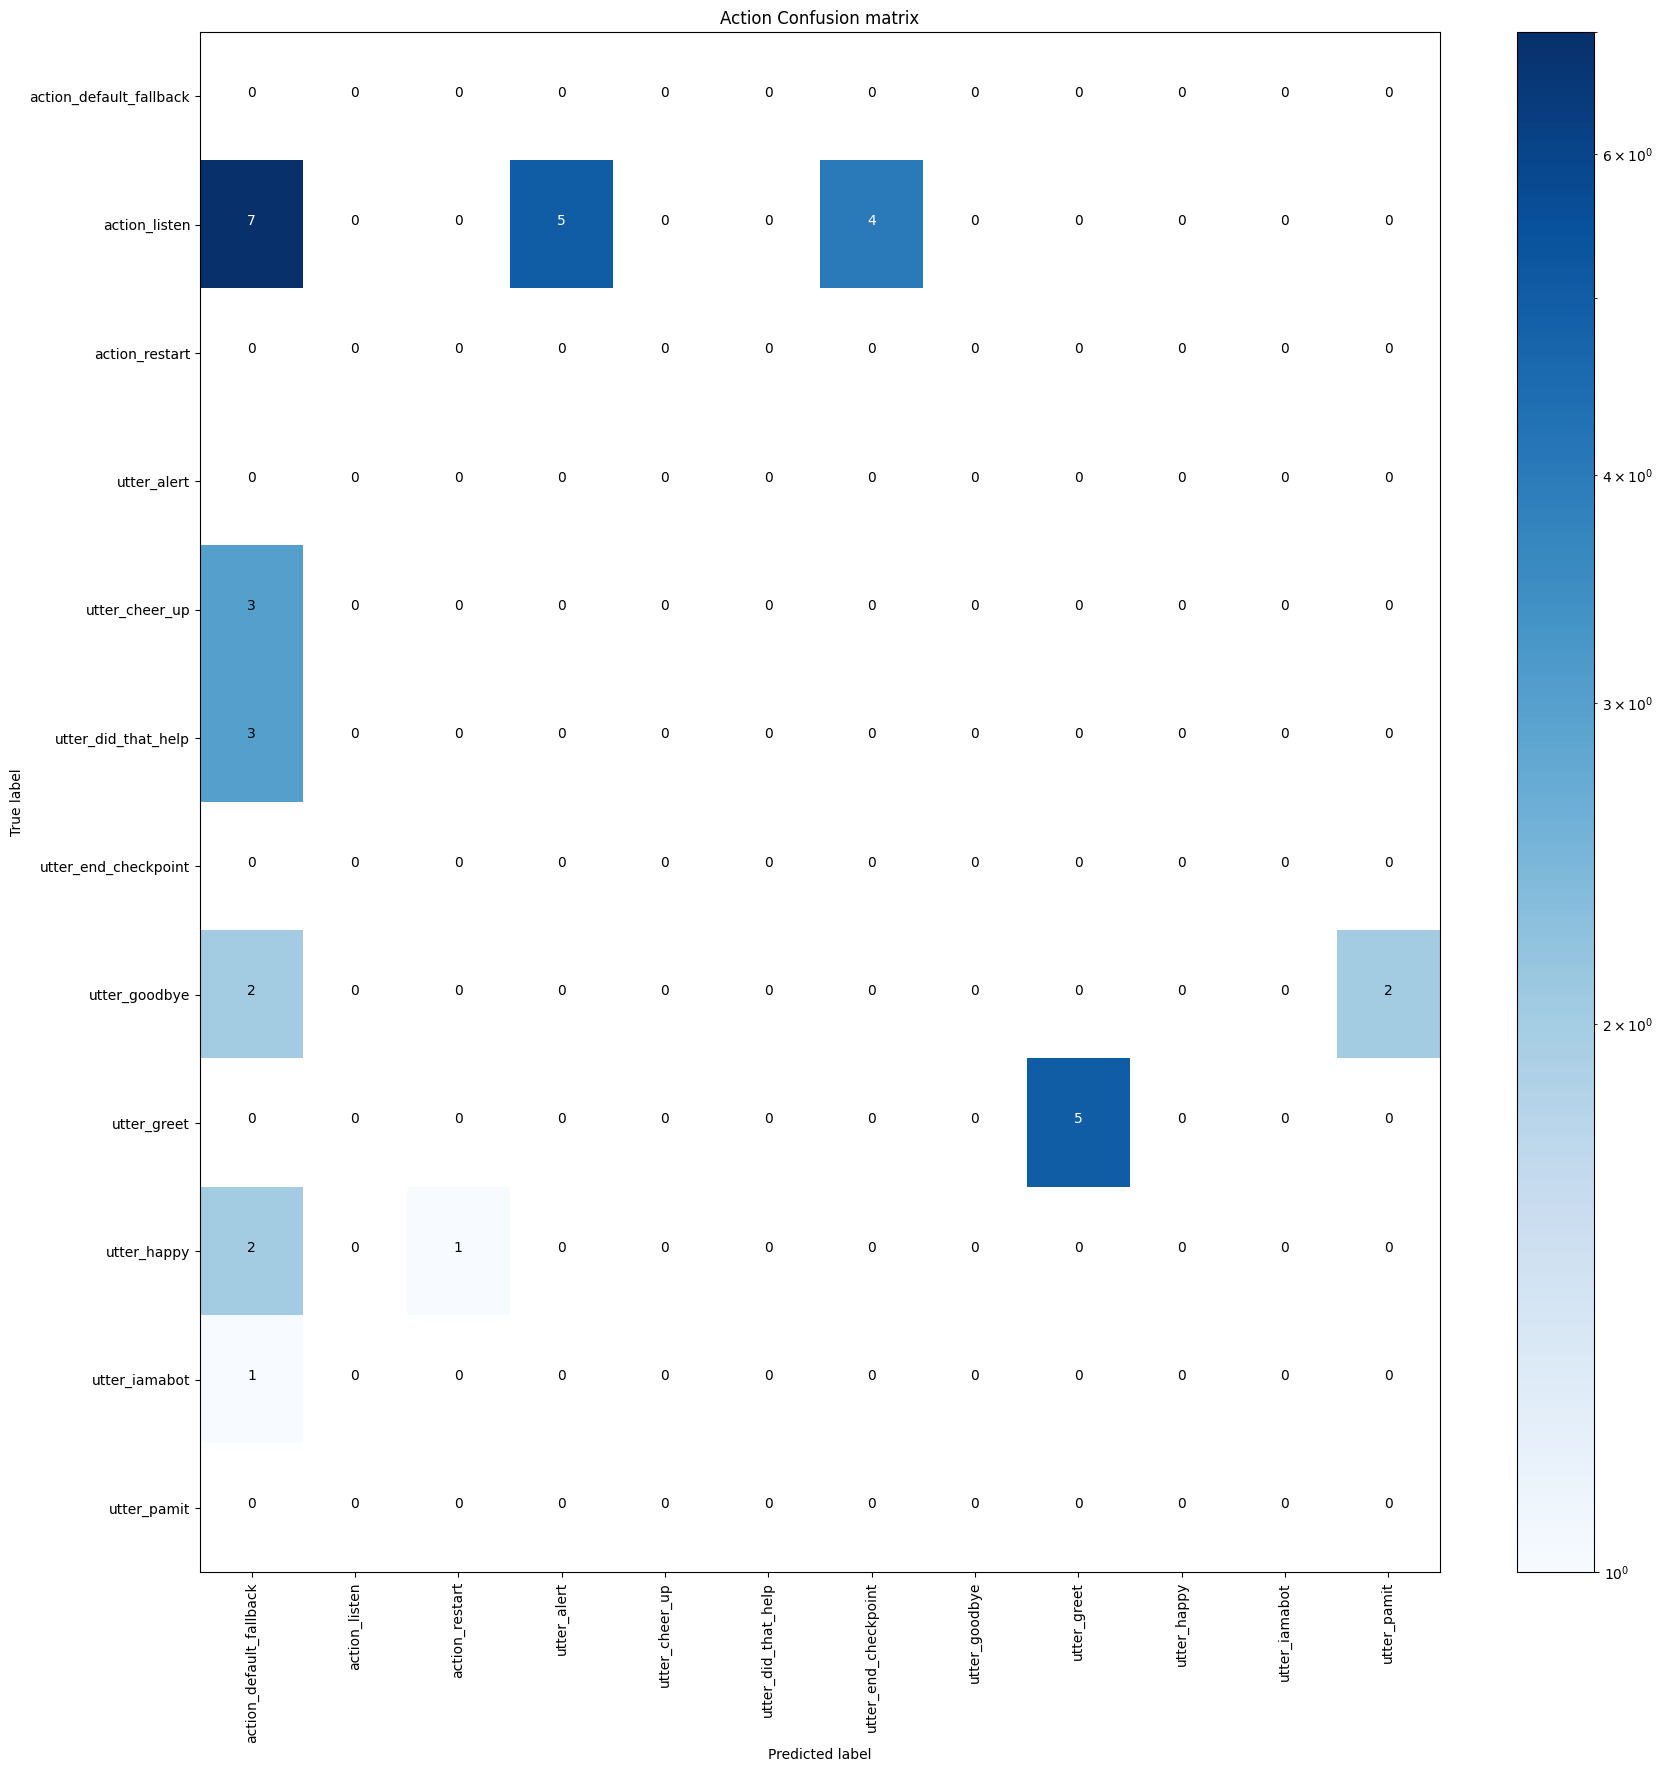 Action Confusion matrix
action_default_fallback 0 0 0 0 0 0 0 0 0 0 0 0
action_listen 7 0 0 5 0 0 4 0 0 0 0 0
action_restart 0 0 0 0 0 0 0 0 0 0 0 0
utter_alert 0 0 0 0 0 0 0 0 0 0 0 0
utter_cheer_up 3 0 0 0 0 0 0 0 0 0 0 0
utter_did_that_help 3 0 0 0 0 0 0 0 0 0 0 0
utter_end_checkpoint 0 0 0 0 0 0 0 0 0 0 0 0
utter_goodbye 2 0 0 0 0 0 0 0 0 0 0 2
utter_greet 0 0 0 0 0 0 0 0 5 0 0 0
utter_happy 2 0 1 0 0 0 0 0 0 0 0 0
utter_iamabot 1 0 0 0 0 0 0 0 0 0 0 0
utter_pamit 0 0 0 0 0 0 0 0 0 0 0 0
True label
action_default_fallback
action_listen
action_restart
utter_alert
utter_cheer_up
utter_did_that_help
utter_end_checkpoint
utter_goodbye
utter_greet
utter_happy
utter_iamabot
utter_pamit
Predicted label
6 × 10⁰
4 × 10⁰
3 × 10⁰
2 × 10⁰
10⁰